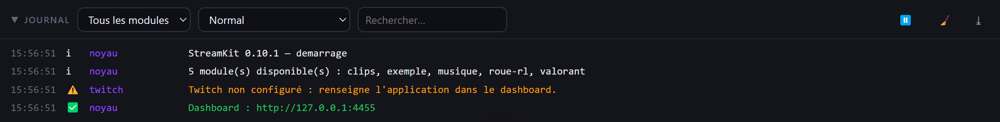 ▼ JOURNAL Tous les modules Normal Rechercher...
15:56:51 i noyau StreamKit 0.10.1 — demarrage
15:56:51 i noyau 5 module(s) disponible(s) : clips, exemple, musique, roue-rl, valorant
15:56:51 ⚠ twitch Twitch non configuré : renseigne l'application dans le dashboard.
15:56:51 ✅ noyau Dashboard : http://127.0.0.1:4455